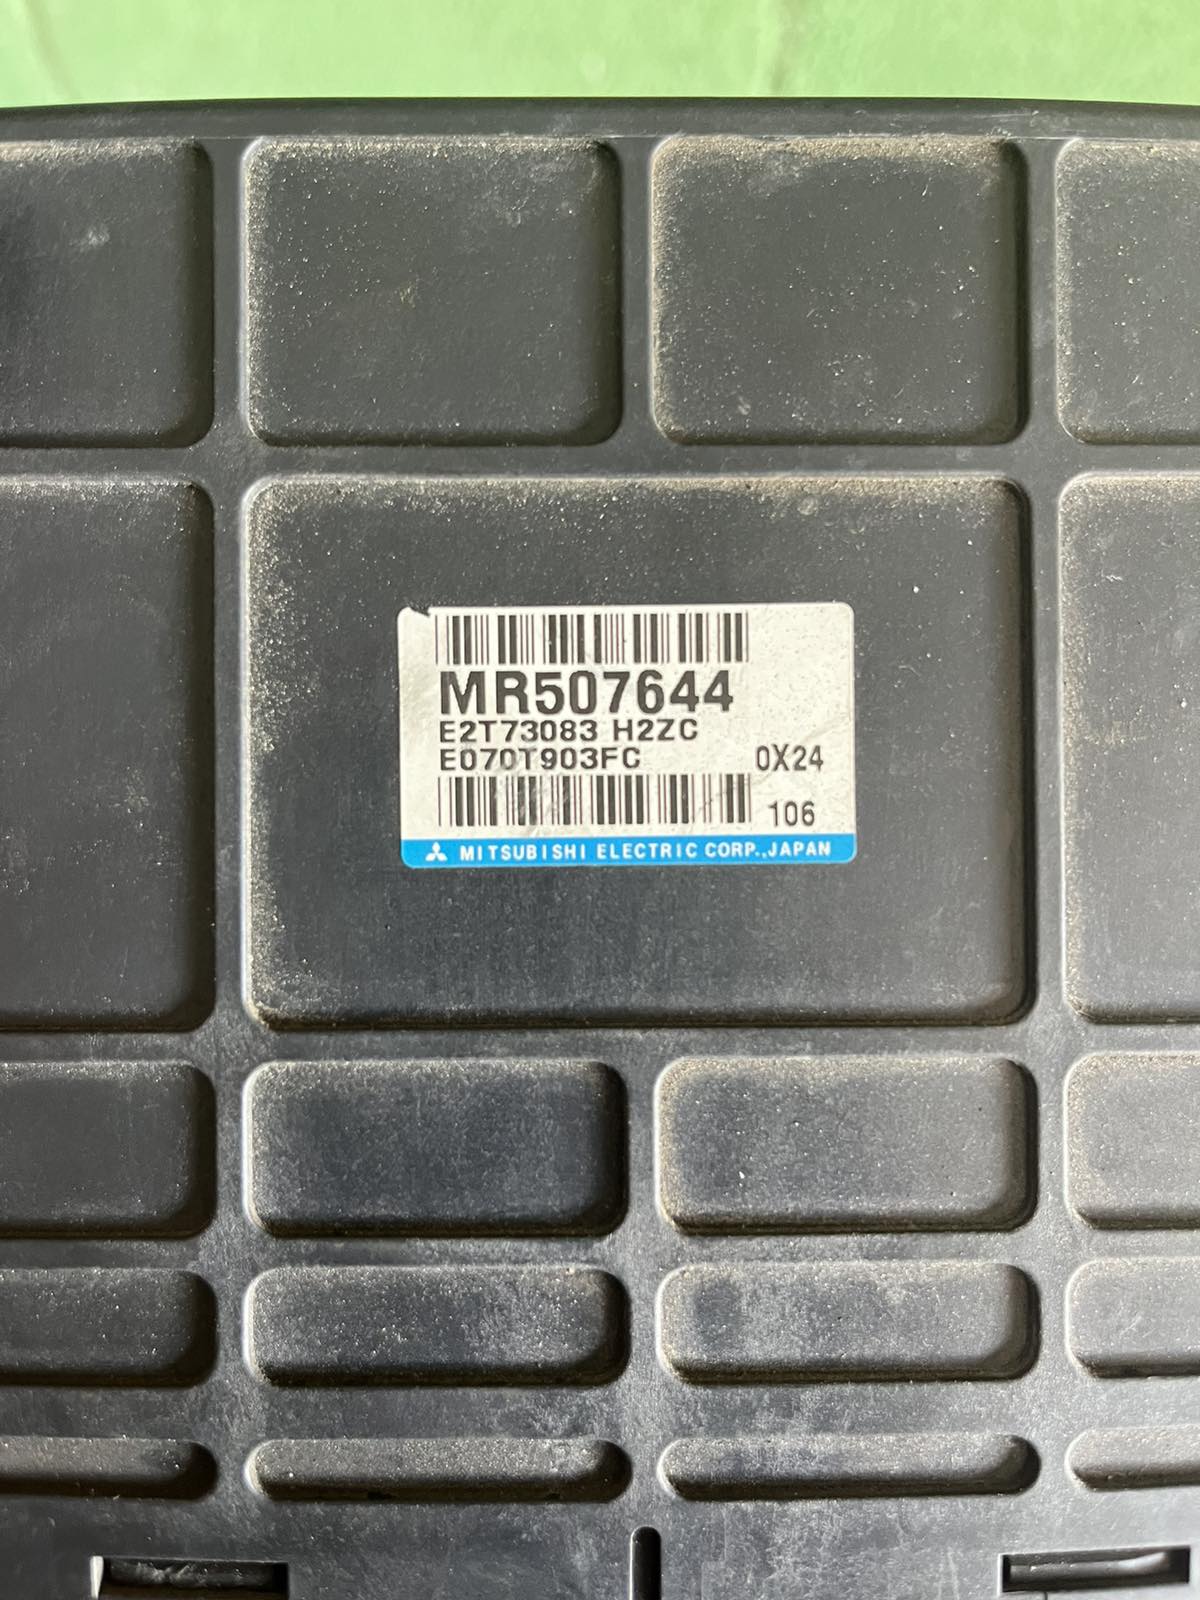 MR507644
E2T73083 H2ZC
E070T903FC 0X24
106
MITSUBISHI ELECTRIC CORP.,JAPAN